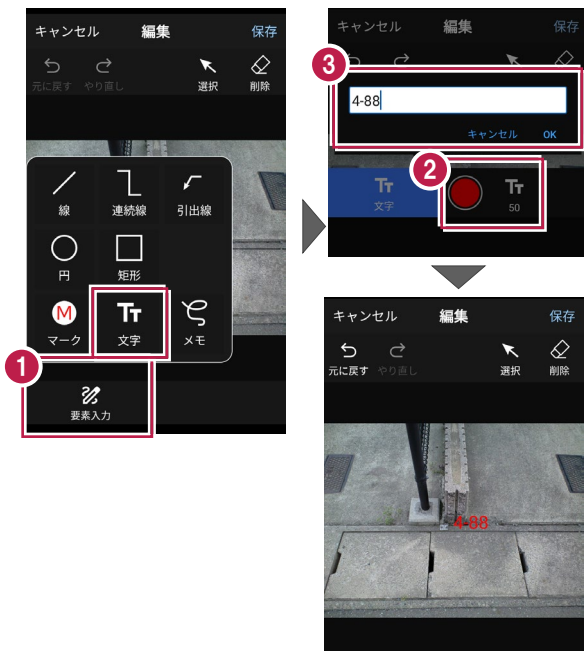 キャンセル 編集 保存
元に戻す やり直し 選択 削除
線 連続線 引出線
円 矩形
M
マーク
Tт
文字
メモ
1
要素入力
キャンセル 編集 保存
3
4-88
キャンセル OK
2
Tт
文字
Tт
50
キャンセル 編集 保存
元に戻す やり直し 選択 削除
4-88